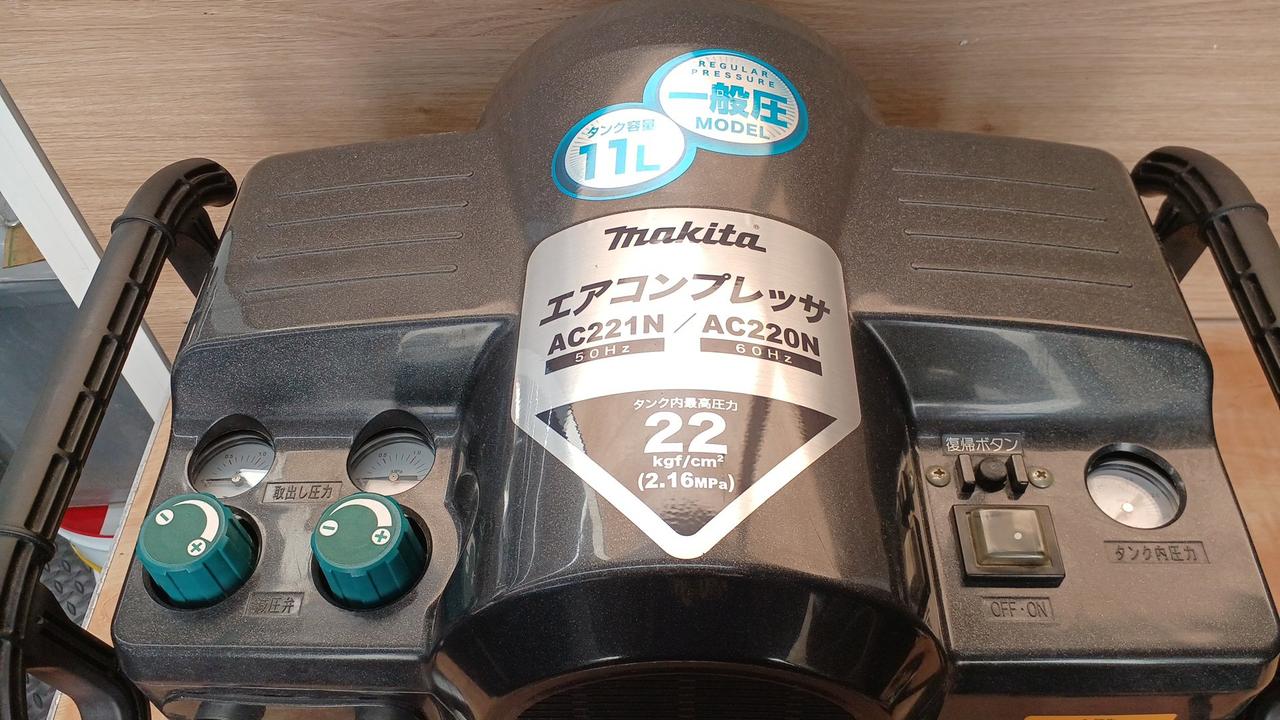 REGULAR
PRESSURE
一般圧
MODEL
タンク容量
11L
makita
エアコンプレッサ
AC221N／AC220N
50Hz 60Hz
タンク内最高圧力
22
kgf/cm²
(2.16MPa)
復帰ボタン
取出し圧力
タンク内圧力
OFF・ON